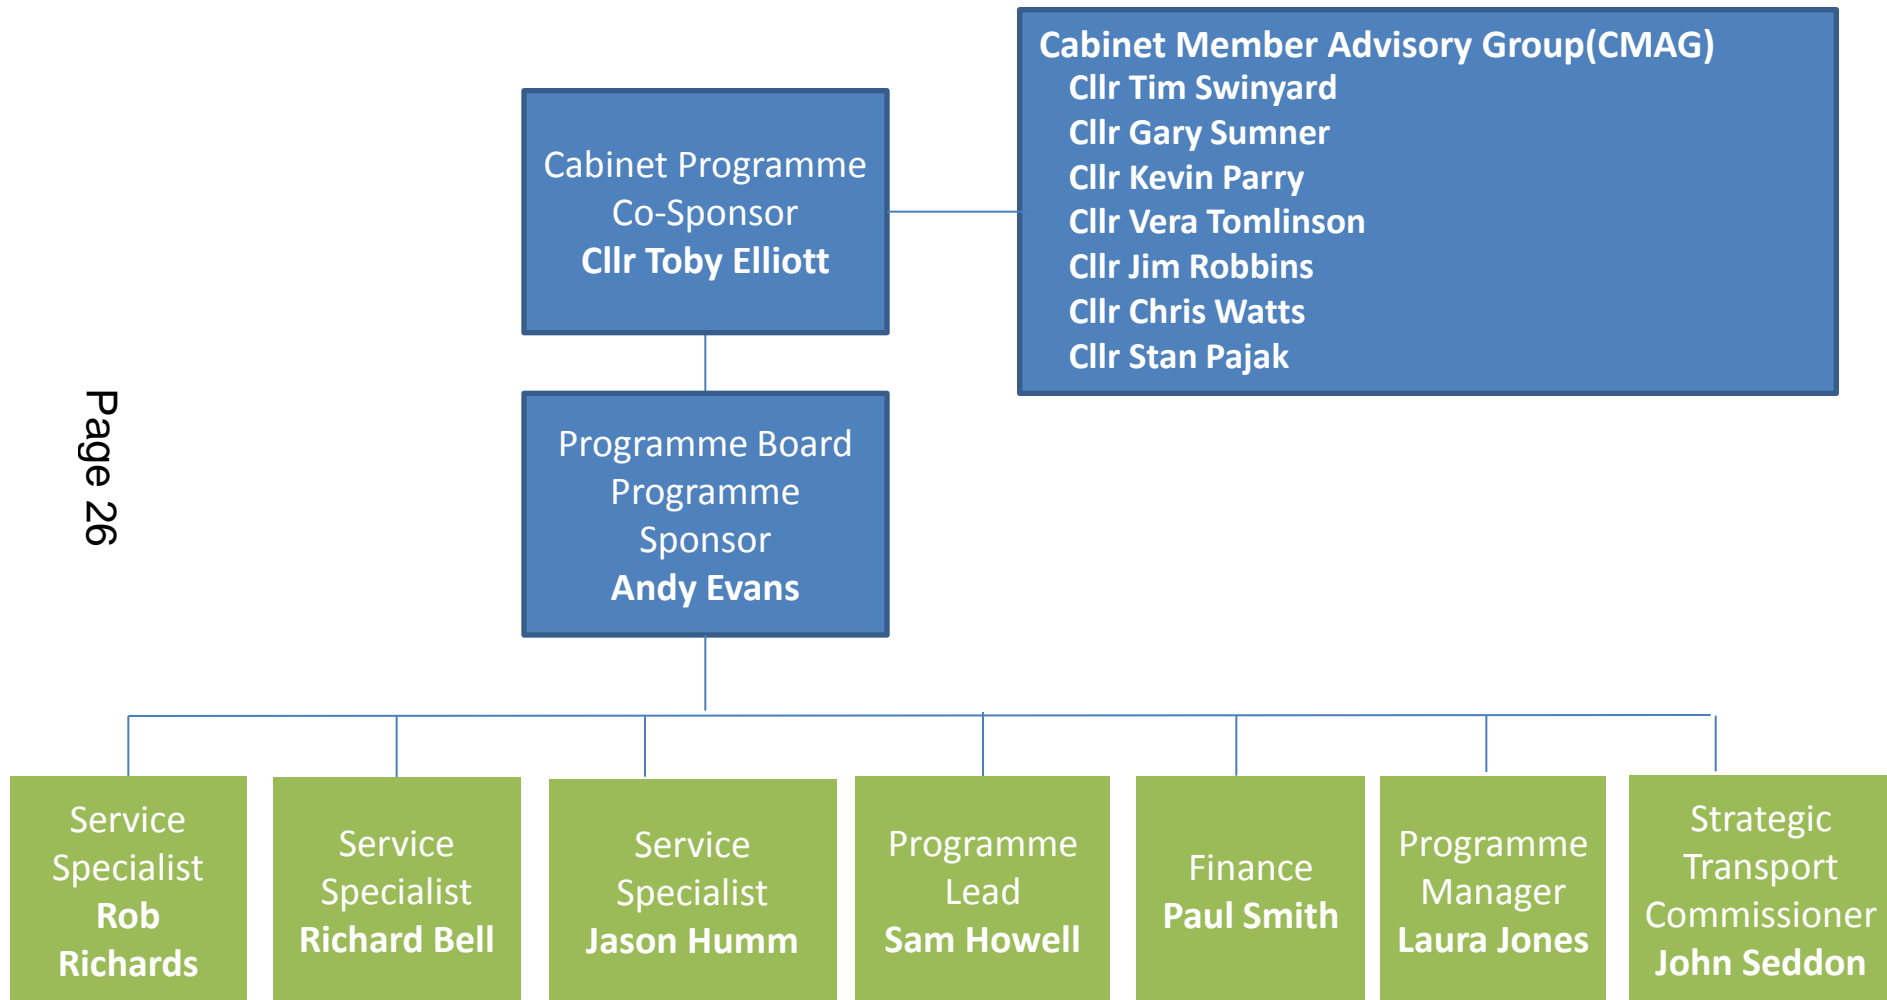 Cabinet Member Advisory Group(CMAG)
Cllr Tim Swinyard
Cllr Gary Sumner
Cllr Kevin Parry
Cllr Vera Tomlinson
Cllr Jim Robbins
Cllr Chris Watts
Cllr Stan Pajak
Cabinet Programme
Co-Sponsor
Cllr Toby Elliott
Programme Board
Programme
Sponsor
Andy Evans
Page 26
Service
Specialist
Rob
Richards
Service
Specialist
Richard Bell
Service
Specialist
Jason Humm
Programme
Lead
Sam Howell
Finance
Paul Smith
Programme
Manager
Laura Jones
Strategic
Transport
Commissioner
John Seddon